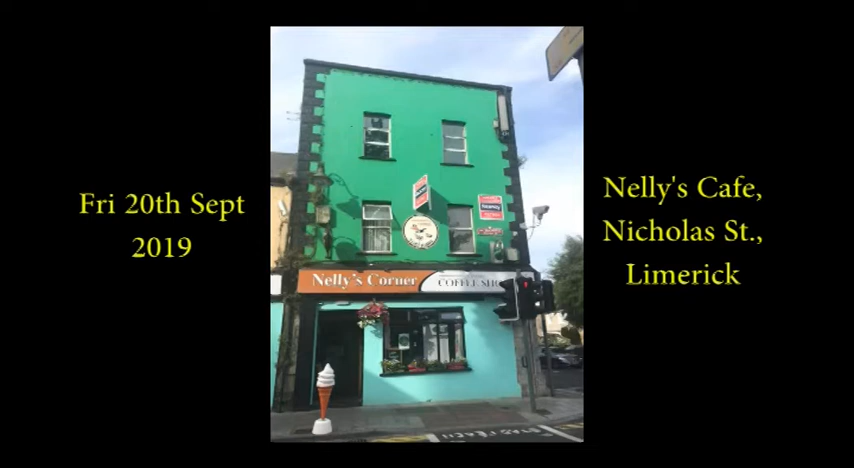 Fri 20th Sept
2019
Nelly's Cafe,
Nicholas St.,
Limerick
Nelly's Corner
COFFEE SHOP